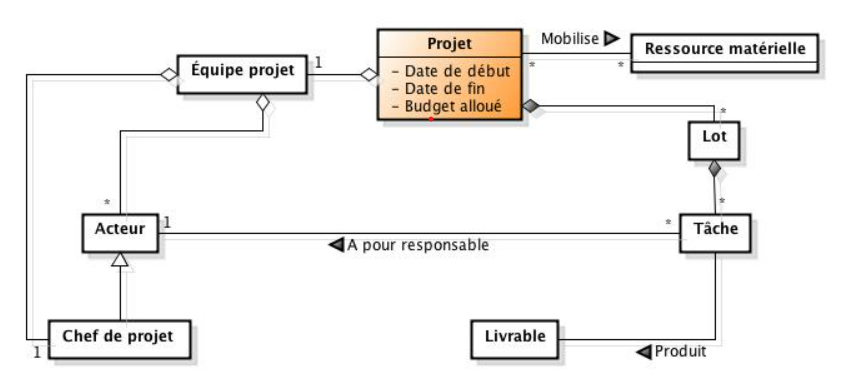 Projet
- Date de début
- Date de fin
- Budget alloué
Mobilise
*
*
Ressource matérielle
Équipe projet
1
*
Lot
*
*
Acteur
1
A pour responsable
*
Tâche
Chef de projet
1
Livrable
Produit